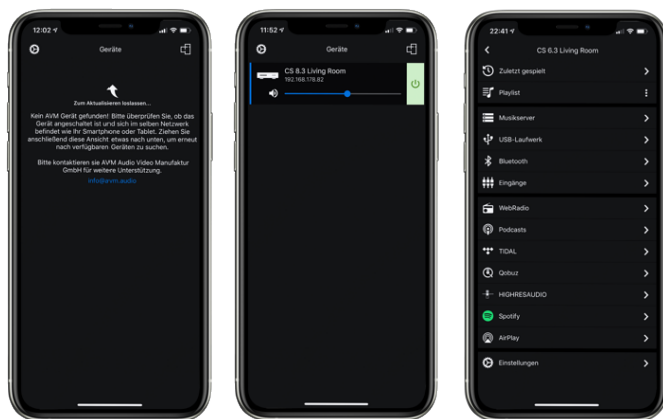 12:02
Geräte
Zum Aktualisieren loslassen...
Kein AVM Gerät gefunden! Bitte überprüfen Sie, ob das
Gerät angeschaltet ist und sich im selben Netzwerk
befindet wie ihr Smartphone oder Tablet. Ziehen Sie
anschließend diese Ansicht etwas nach unten, um erneut
nach verfügbaren Geräten zu suchen.
Bitte kontaktieren sie AVM Audio Video Manufaktur
GmbH für weitere Unterstützung.
info@avm.audio
11:52
Geräte
CS 8.3 Living Room
192.168.178.82
22:41
CS 6.3 Living Room
Zuletzt gespielt
Playlist
Musikserver
USB-Laufwerk
Bluetooth
Eingänge
WebRadio
Podcasts
TIDAL
Qobuz
HIGHRESAUDIO
Spotify
AirPlay
Einstellungen